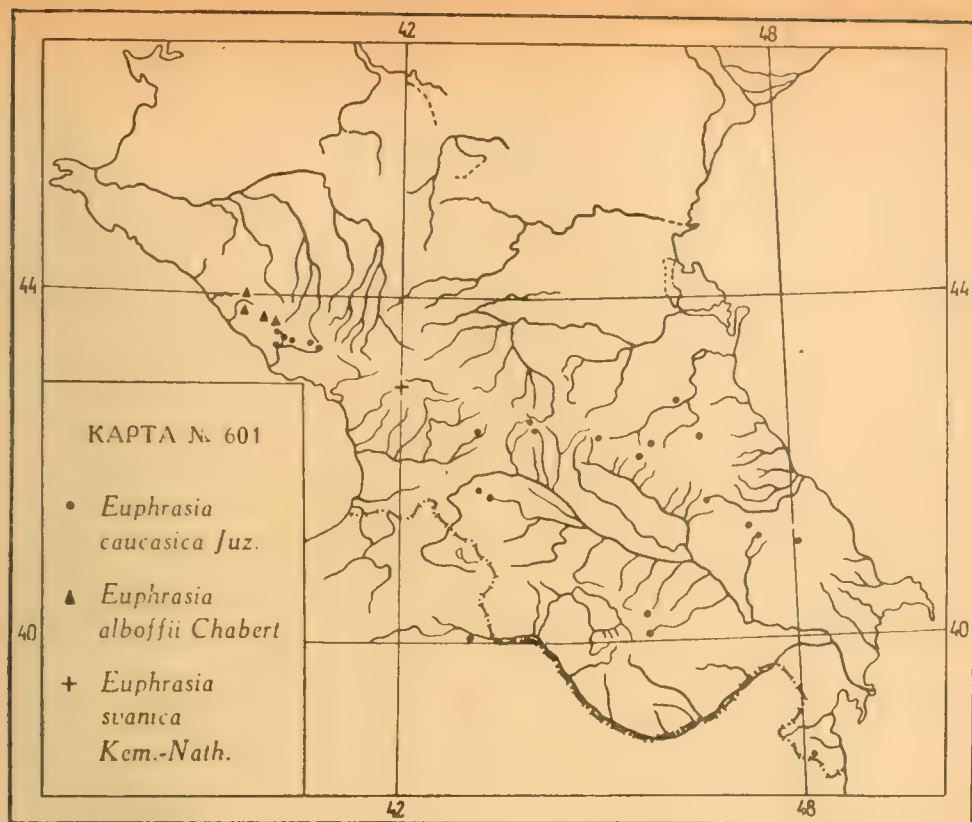 42 48
44 44
КАРТА № 601
Euphrasia
caucasica Juz.
Euphrasia
alboffii Chabert
40 40
Euphrasia
svanica
Kem.-Nath.
42 48